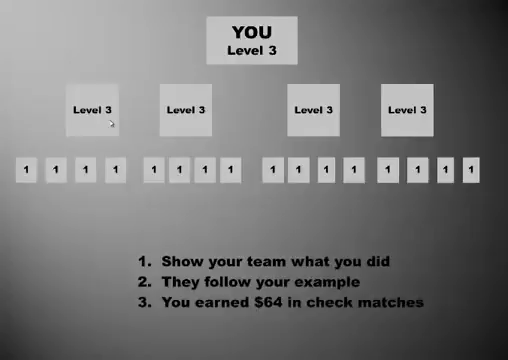 YOU
Level 3
Level 3 Level 3 Level 3 Level 3
1 1 1 1 1 1 1 1 1 1 1 1 1 1 1 1
1. Show your team what you did
2. They follow your example
3. You earned $64 in check matches